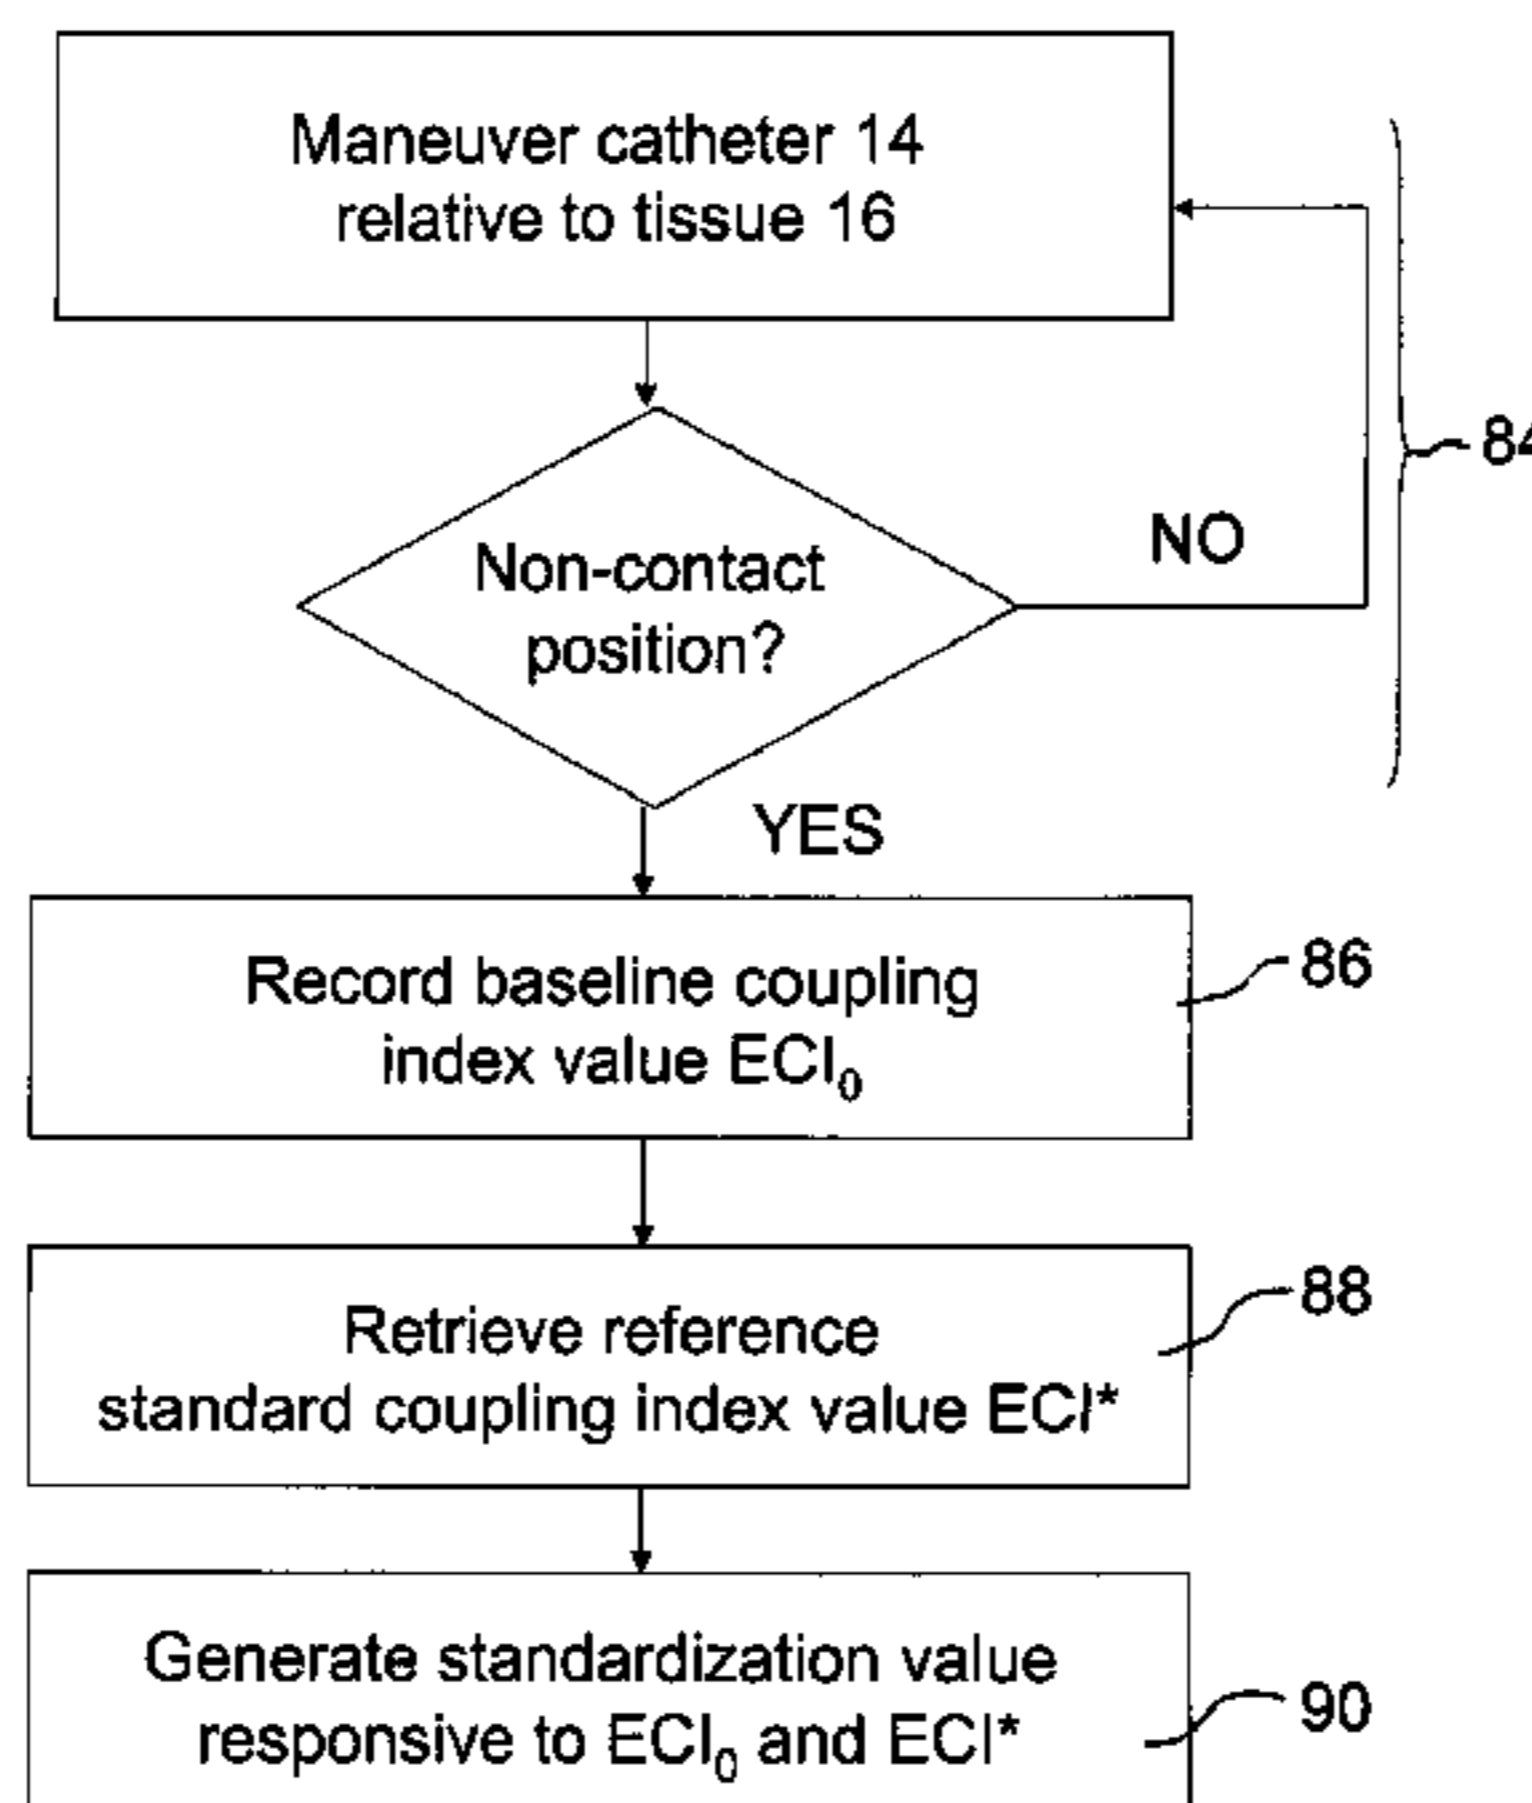 Maneuver catheter 14
relative to tissue 16
84
Non-contact
position?
NO
YES
Record baseline coupling
index value ECI₀
86
Retrieve reference
standard coupling index value ECI*
88
Generate standardization value
responsive to ECI₀ and ECI*
90